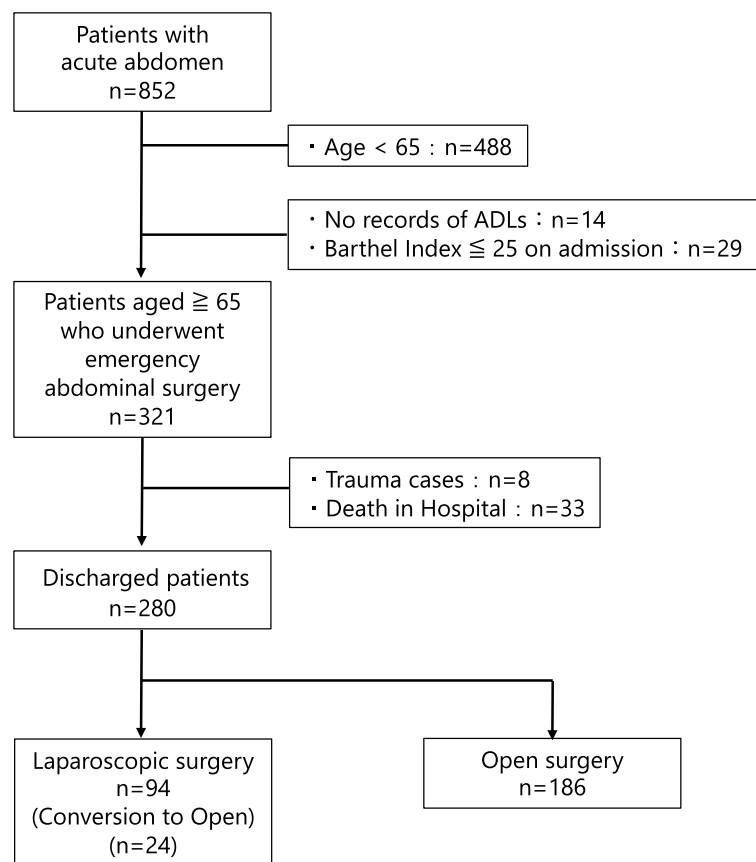 Patients with
acute abdomen
n=852
・Age < 65：n=488
・No records of ADLs：n=14
・Barthel Index ≦ 25 on admission：n=29
Patients aged ≧ 65
who underwent
emergency
abdominal surgery
n=321
・Trauma cases：n=8
・Death in Hospital：n=33
Discharged patients
n=280
Laparoscopic surgery
n=94
(Conversion to Open)
(n=24)
Open surgery
n=186